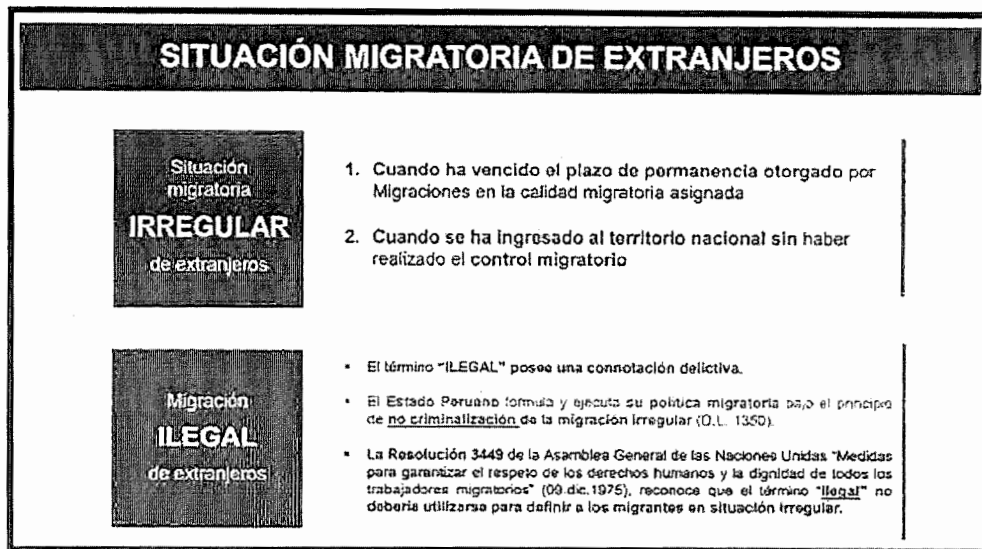 SITUACIÓN MIGRATORIA DE EXTRANJEROS
Situación
migratoria
IRREGULAR
de extranjeros
1. Cuando ha vencido el plazo de permanencia otorgado por
Migraciones en la calidad migratoria asignada
2. Cuando se ha ingresado al territorio nacional sin haber
realizado el control migratorio
Migración
ILEGAL
de extranjeros
▪ El término "ILEGAL" posee una connotación delictiva.
▪ El Estado Peruano formula y ejecuta su política migratoria bajo el principio
de no criminalización de la migración irregular (D.L. 1350).
▪ La Resolución 3449 de la Asamblea General de las Naciones Unidas "Medidas
para garantizar el respeto de los derechos humanos y la dignidad de todos los
trabajadores migratorios" (09.dic.1975), reconoce que el término "ilegal" no
debería utilizarse para definir a los migrantes en situación irregular.